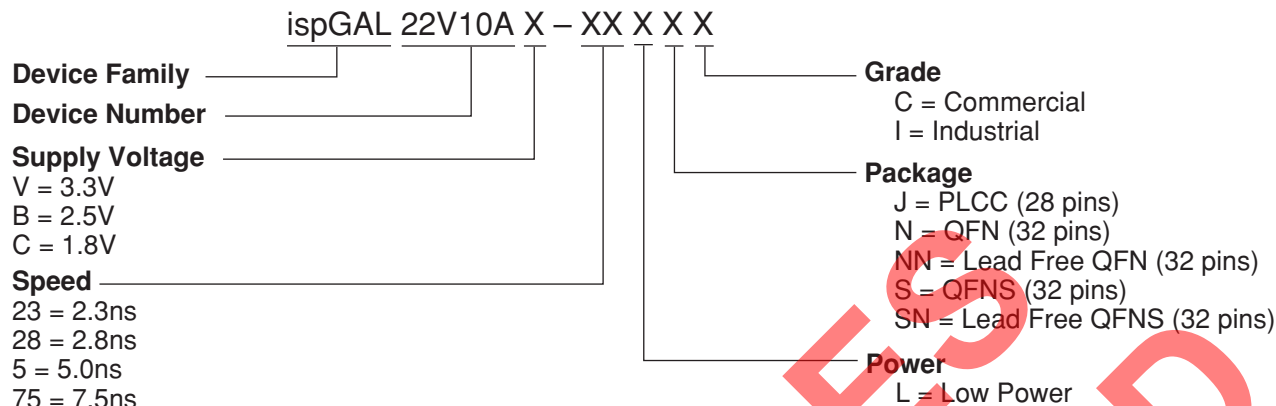 ispGAL 22V10A X – XX X X X
Device Family
Device Number
Supply Voltage
V = 3.3V
B = 2.5V
C = 1.8V
Speed
23 = 2.3ns
28 = 2.8ns
5 = 5.0ns
75 = 7.5ns
Grade
C = Commercial
I = Industrial
Package
J = PLCC (28 pins)
N = QFN (32 pins)
NN = Lead Free QFN (32 pins)
S = QFNS (32 pins)
SN = Lead Free QFNS (32 pins)
Power
L = Low Power